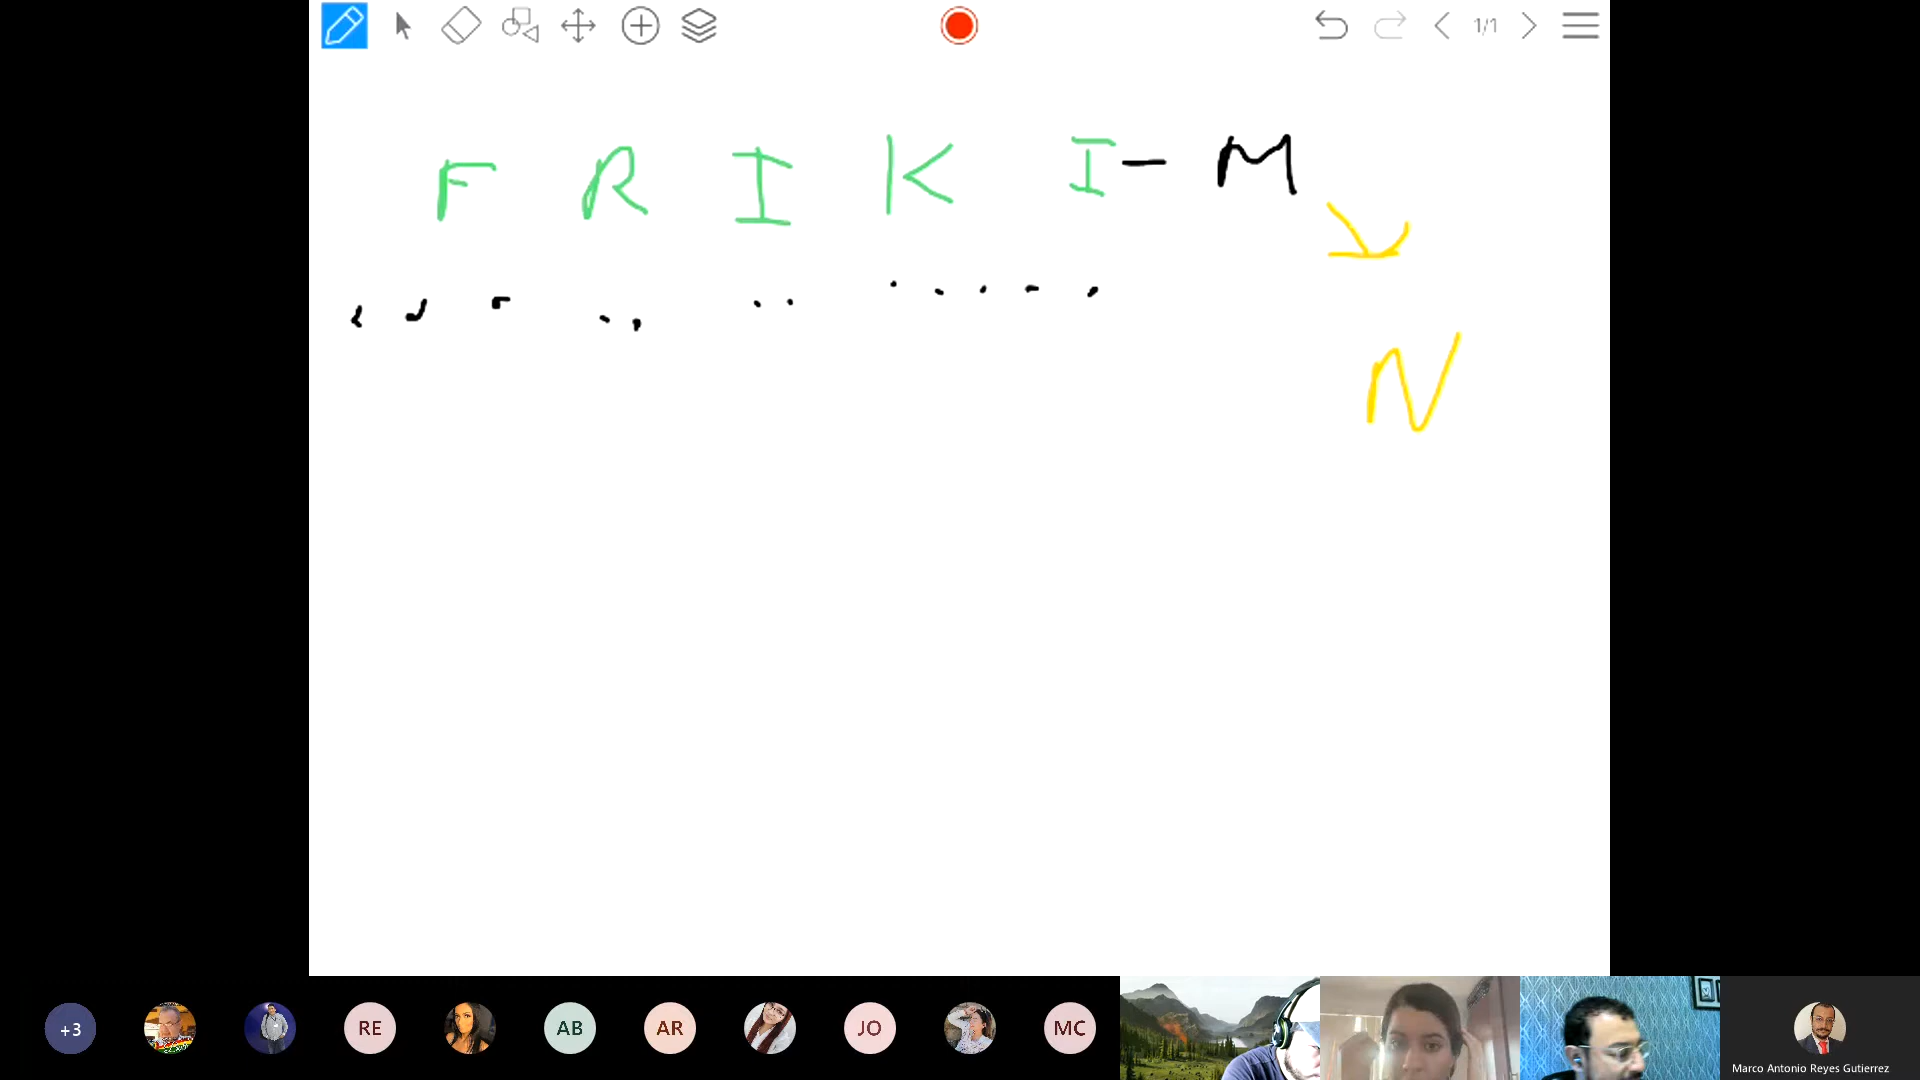 1/1
F R I K I - M
N
+3 RE AB AR JO MC
Marco Antonio Reyes Gutierrez